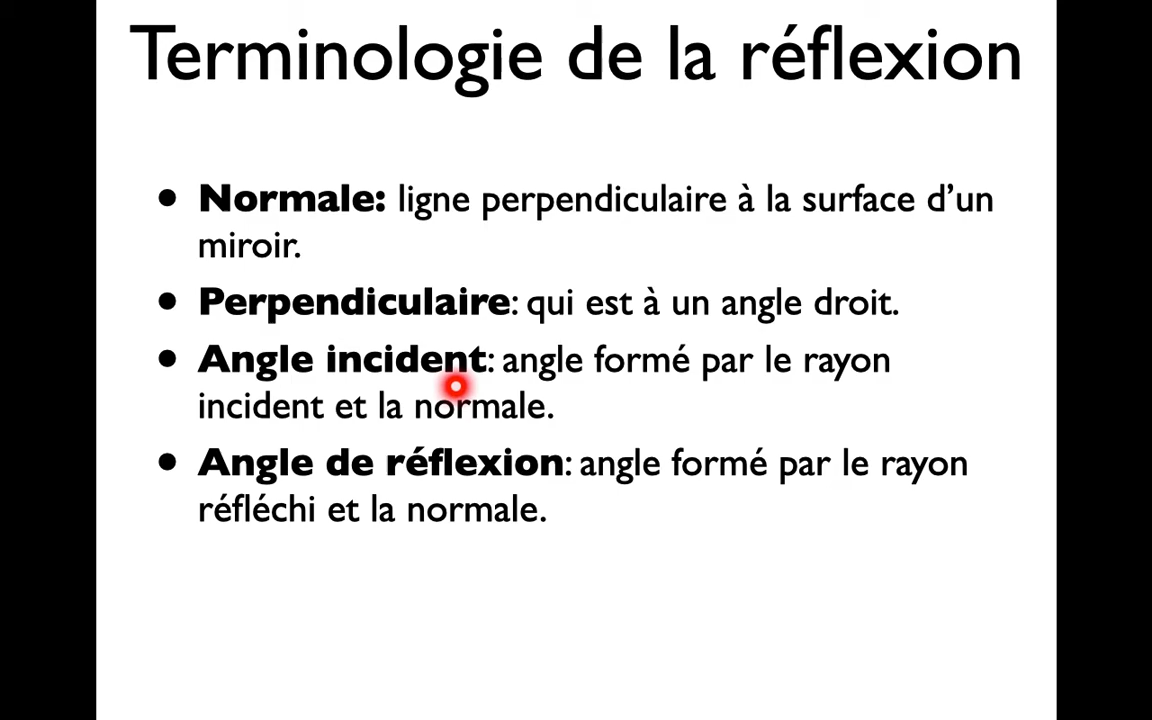 Terminologie de la réflexion
• Normale: ligne perpendiculaire à la surface d’un
miroir.
• Perpendiculaire: qui est à un angle droit.
• Angle incident: angle formé par le rayon
incident et la normale.
• Angle de réflexion: angle formé par le rayon
réfléchi et la normale.